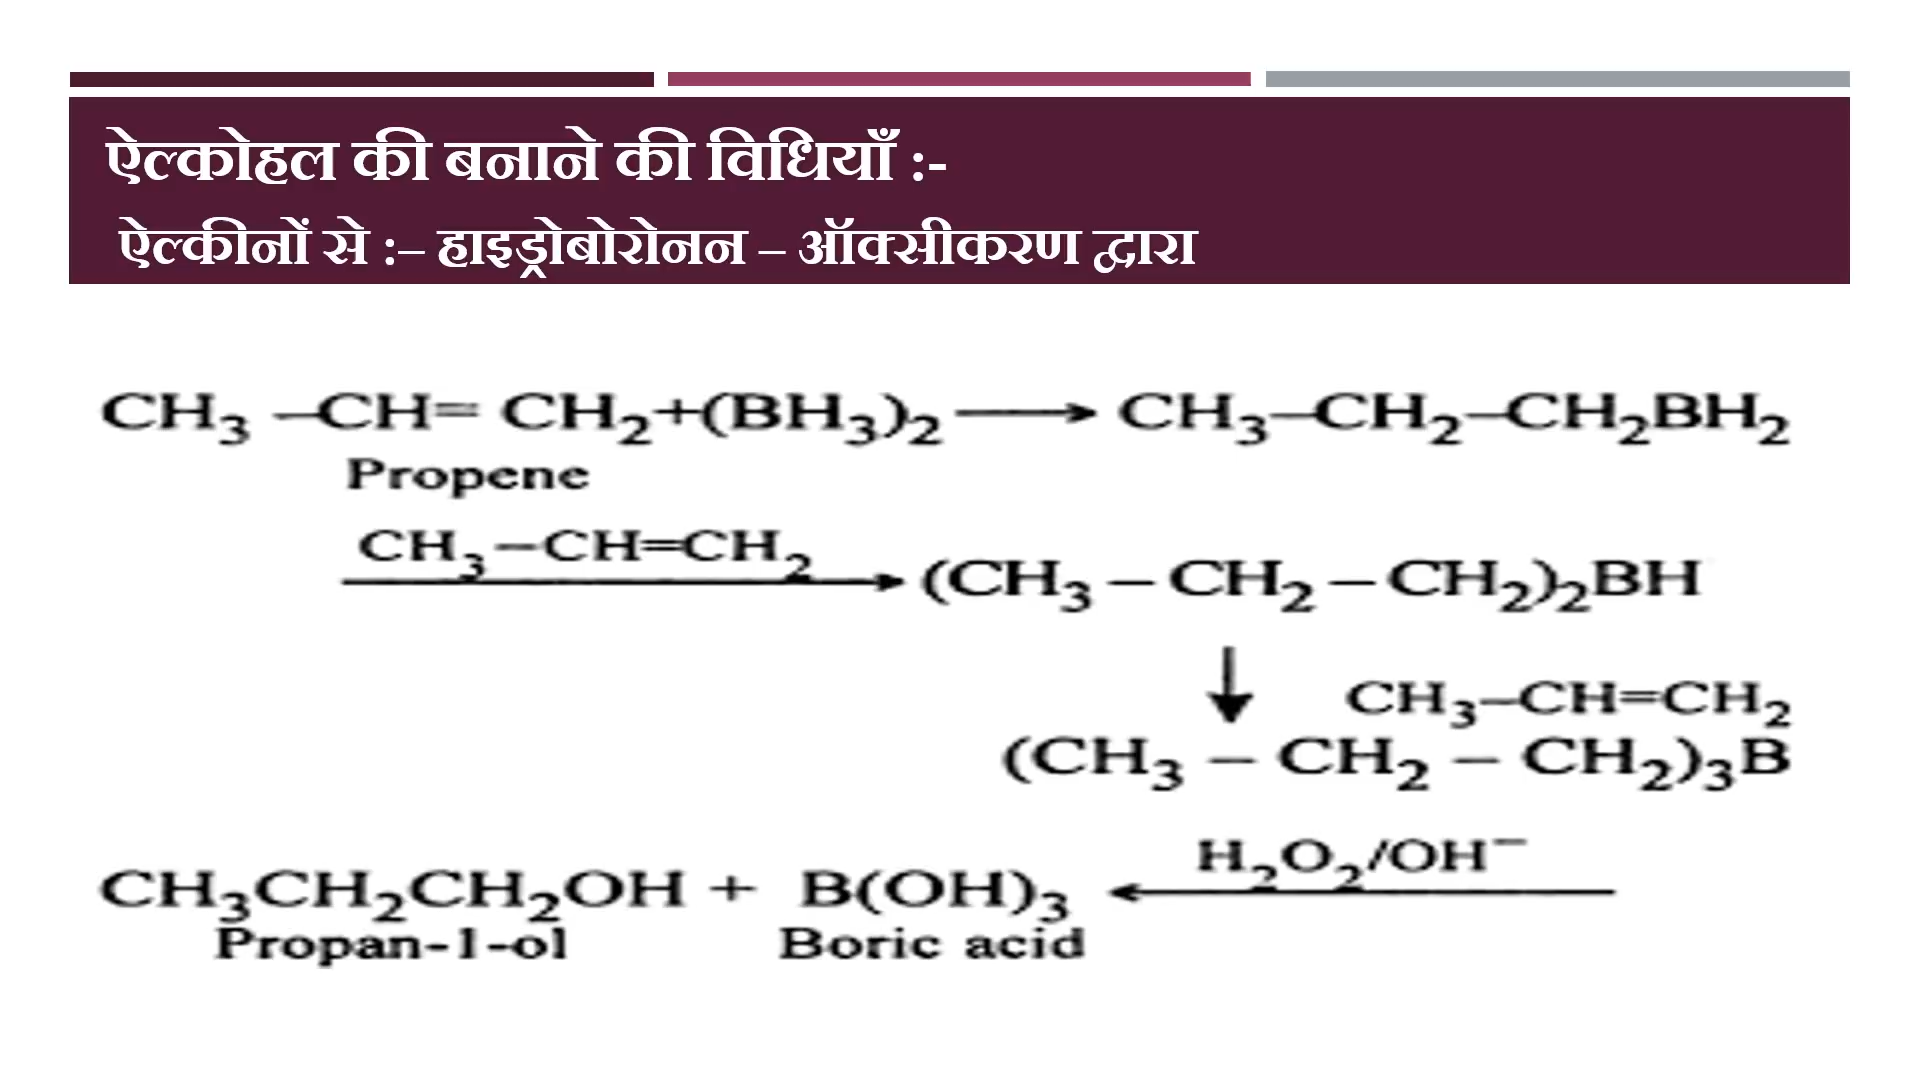 ऐल्कोहल की बनाने की विधियाँ :-
ऐल्कीनों से :– हाइड्रोबोरोनन – ऑक्सीकरण द्वारा
CH₃ –CH= CH₂+(BH₃)₂ ⟶ CH₃–CH₂–CH₂BH₂
Propene
CH₃–CH=CH₂
⟶ (CH₃ – CH₂ – CH₂)₂BH
↓ CH₃–CH=CH₂
(CH₃ – CH₂ – CH₂)₃B
H₂O₂/OH⁻
CH₃CH₂CH₂OH + B(OH)₃ ⟵
Propan-1-ol Boric acid